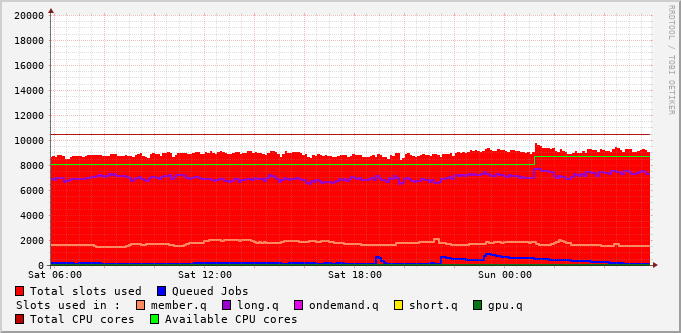 20000
18000
16000
14000
12000
10000
8000
6000
4000
2000
0
Sat 06:00 Sat 12:00 Sat 18:00 Sun 00:00
Total slots used Queued Jobs
Slots used in : member.q long.q ondemand.q short.q gpu.q
Total CPU cores Available CPU cores
RRDTOOL / TOBI OETIKER